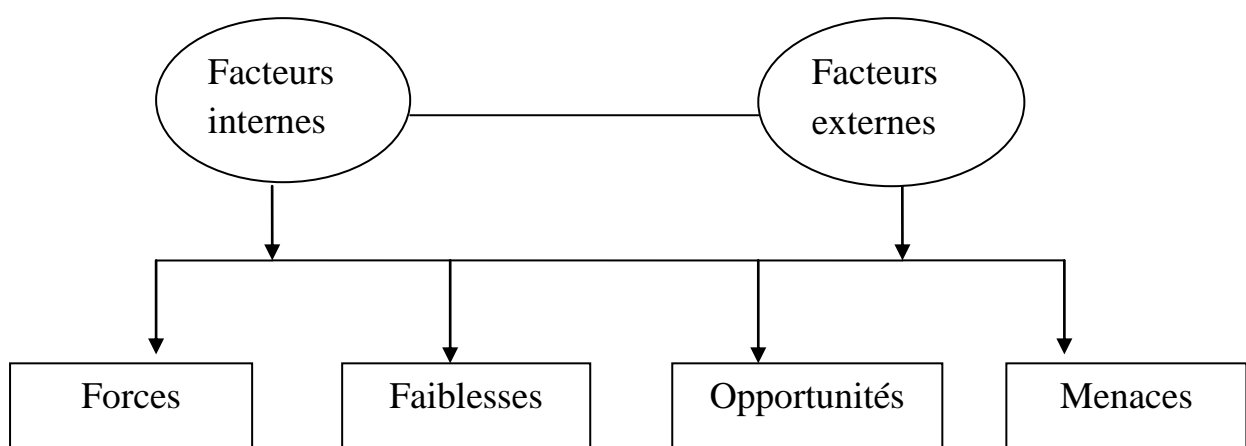 Facteurs
internes
Facteurs
externes
Forces
Faiblesses
Opportunités
Menaces